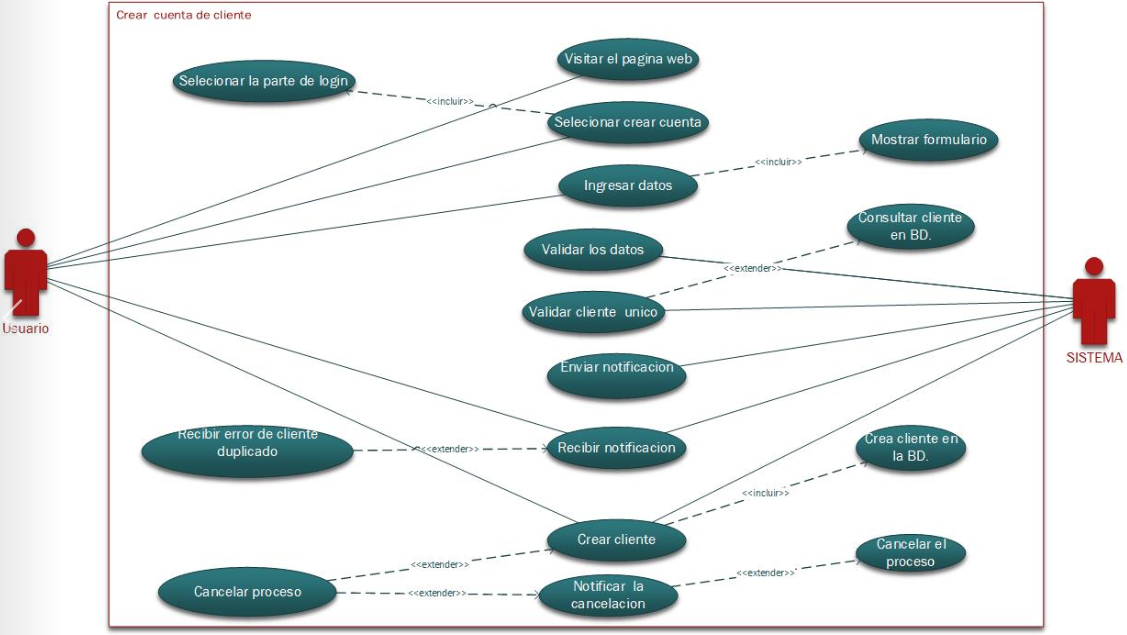 Crear cuenta de cliente
Visitar el pagina web
Selecionar la parte de login
<<incluir>>
Selecionar crear cuenta
Mostrar formulario
<<incluir>>
Ingresar datos
Consultar cliente
en BD.
Validar los datos
<<extender>>
Validar cliente unico
Usuario
SISTEMA
Enviar notificacion
Recibir error de cliente
duplicado
<<extender>>
Recibir notificacion
Crea cliente en
la BD.
<<incluir>>
Crear cliente
Cancelar el
proceso
<<extender>>
<<extender>>
Cancelar proceso
<<extender>>
Notificar la
cancelacion